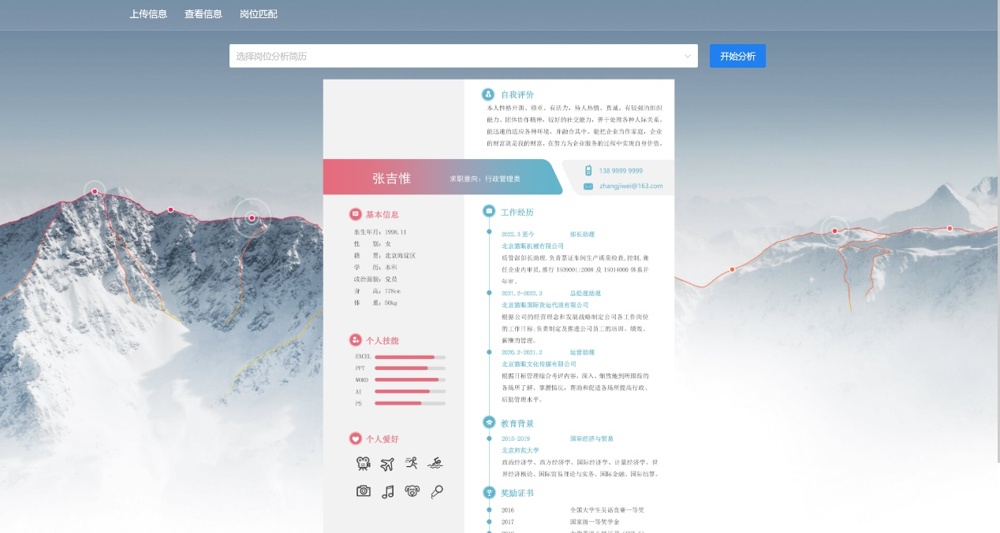 上传信息 查看信息 岗位匹配
选择岗位分析简历
开始分析
自我评价
本人性格开朗、稳重、有活力，待人热情、真诚。有较强的组织
能力、团体协作精神，较好的社交能力，善于处理各种人际关系。
能迅速的适应各种环境，并融合其中。能把企业当作家庭，企业
的财富就是我的财富，在努力为企业服务的过程中实现自身价值。
张吉惟
求职意向：行政管理类
138 9999 9999
zhangjiwei@163.com
基本信息
出生年月：1998.11
性 别：女
籍 贯：北京海淀区
学 历：本科
政治面貌：党员
身 高：178cm
体 重：50kg
个人技能
EXCEL
PPT
WORD
AI
PS
个人爱好
工作经历
2022.3 至今 部长助理
北京猫眼机械有限公司
质管部部长助理，负责票证车间生产质量检查，控制，兼
任企业内审员，推行 ISO9001:2008 及 ISO14000 体系并
年审。
2021.2-2022.3 总经理助理
北京猫眼国际货运代理有限公司
根据公司的经营理念和发展战略制定公司各工作岗位
的工作目标；负责制定及推进公司员工的培训、绩效、
薪酬的管理。
2020.2-2021.2 运营助理
北京猫眼文化传媒有限公司
根据目标管理综合考评内容，深入、细致地到所跟综的
各场所了解、掌握情况，帮助和促进各场所提高行政、
后勤管理水平。
教育背景
2015-2019 国际经济与贸易
北京师范大学
政治经济学、西方经济学、国际经济学、计量经济学、世
界经济概论、国际贸易理论与实务、国际金融、国际结算。
奖励证书
2016 全国大学生英语竞赛一等奖
2017 国家级一等奖学金